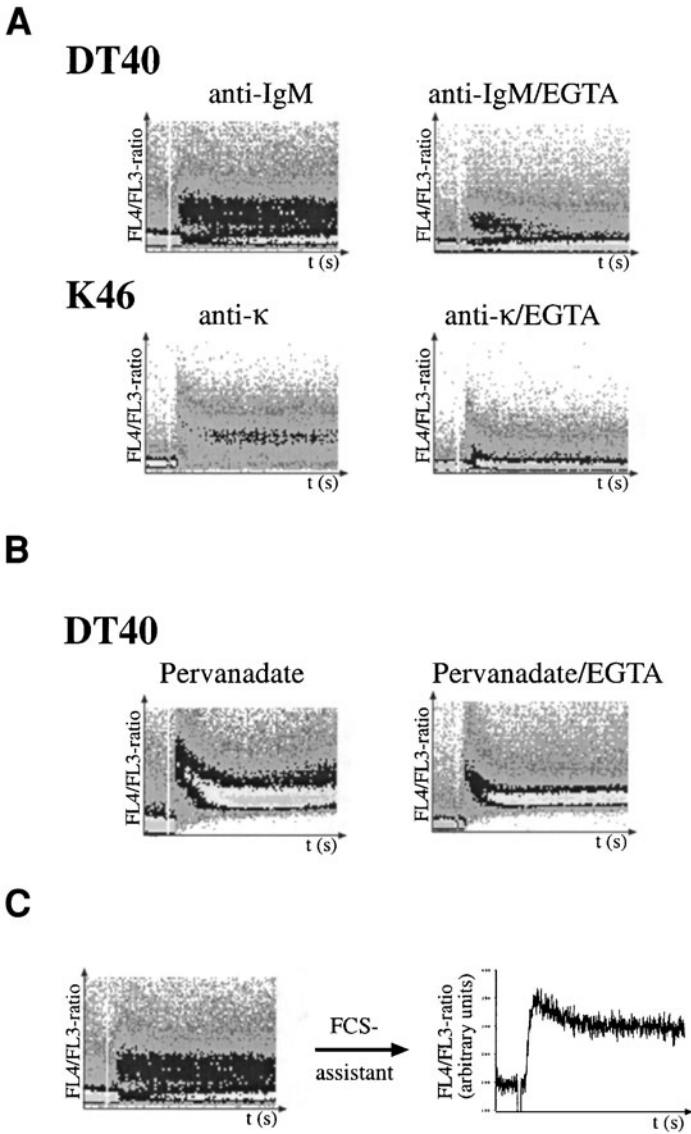 A
DT40
anti-IgM
anti-IgM/EGTA
FL4/FL3-ratio
t (s)
FL4/FL3-ratio
t (s)
K46
anti-κ
anti-κ/EGTA
FL4/FL3-ratio
t (s)
FL4/FL3-ratio
t (s)
B
DT40
Pervanadate
Pervanadate/EGTA
FL4/FL3-ratio
t (s)
FL4/FL3-ratio
t (s)
C
FL4/FL3-ratio
t (s)
FCS-
assistant
FL4/FL3-ratio
(arbitrary units)
t (s)